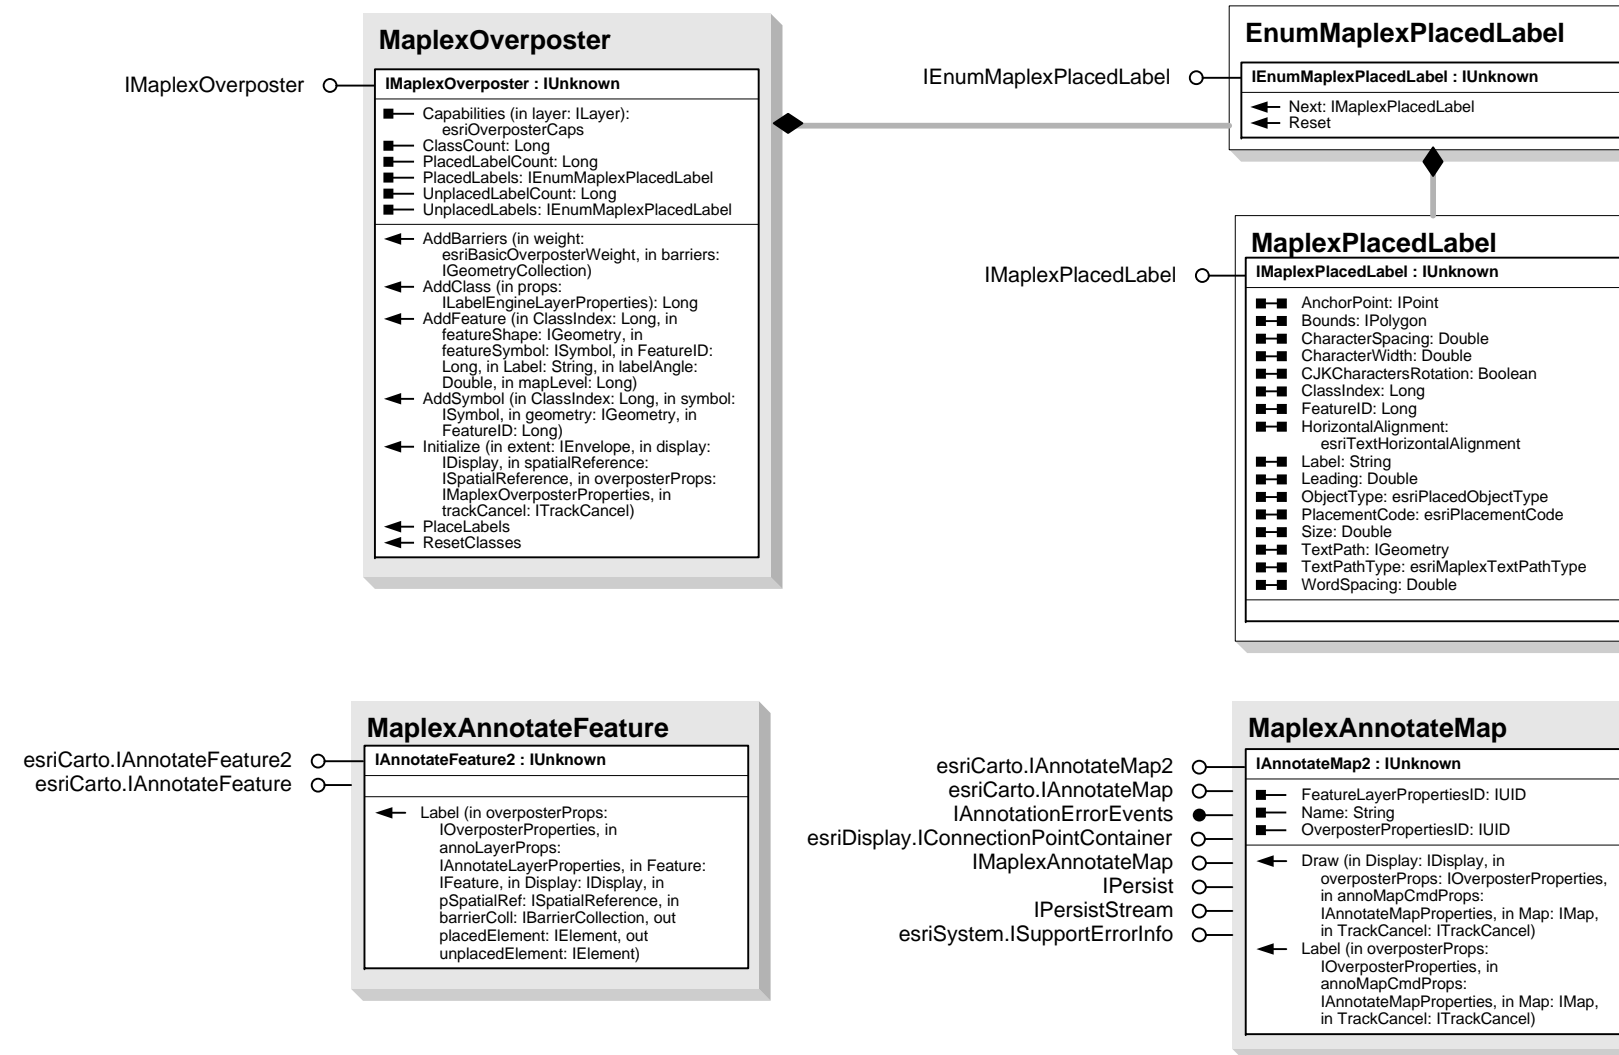 MaplexOverposter
IMaplexOverposter
IMaplexOverposter : IUnknown
Capabilities (in layer: ILayer):
esriOverposterCaps
ClassCount: Long
PlacedLabelCount: Long
PlacedLabels: IEnumMaplexPlacedLabel
UnplacedLabelCount: Long
UnplacedLabels: IEnumMaplexPlacedLabel
AddBarriers (in weight:
esriBasicOverposterWeight, in barriers:
IGeometryCollection)
AddClass (in props:
ILabelEngineLayerProperties): Long
AddFeature (in ClassIndex: Long, in
featureShape: IGeometry, in
featureSymbol: ISymbol, in FeatureID:
Long, in Label: String, in labelAngle:
Double, in mapLevel: Long)
AddSymbol (in ClassIndex: Long, in symbol:
ISymbol, in geometry: IGeometry, in
FeatureID: Long)
Initialize (in extent: IEnvelope, in display:
IDisplay, in spatialReference:
ISpatialReference, in overposterProps:
IMaplexOverposterProperties, in
trackCancel: ITrackCancel)
PlaceLabels
ResetClasses
EnumMaplexPlacedLabel
IEnumMaplexPlacedLabel
IEnumMaplexPlacedLabel : IUnknown
Next: IMaplexPlacedLabel
Reset
MaplexPlacedLabel
IMaplexPlacedLabel
IMaplexPlacedLabel : IUnknown
AnchorPoint: IPoint
Bounds: IPolygon
CharacterSpacing: Double
CharacterWidth: Double
CJKCharactersRotation: Boolean
ClassIndex: Long
FeatureID: Long
HorizontalAlignment:
esriTextHorizontalAlignment
Label: String
Leading: Double
ObjectType: esriPlacedObjectType
PlacementCode: esriPlacementCode
Size: Double
TextPath: IGeometry
TextPathType: esriMaplexTextPathType
WordSpacing: Double
MaplexAnnotateFeature
esriCarto.IAnnotateFeature2
esriCarto.IAnnotateFeature
IAnnotateFeature2 : IUnknown
Label (in overposterProps:
IOverposterProperties, in
annoLayerProps:
IAnnotateLayerProperties, in Feature:
IFeature, in Display: IDisplay, in
pSpatialRef: ISpatialReference, in
barrierColl: IBarrierCollection, out
placedElement: IElement, out
unplacedElement: IElement)
MaplexAnnotateMap
esriCarto.IAnnotateMap2
esriCarto.IAnnotateMap
IAnnotationErrorEvents
esriDisplay.IConnectionPointContainer
IMaplexAnnotateMap
IPersist
IPersistStream
esriSystem.ISupportErrorInfo
IAnnotateMap2 : IUnknown
FeatureLayerPropertiesID: IUID
Name: String
OverposterPropertiesID: IUID
Draw (in Display: IDisplay, in
overposterProps: IOverposterProperties,
in annoMapCmdProps:
IAnnotateMapProperties, in Map: IMap,
in TrackCancel: ITrackCancel)
Label (in overposterProps:
IOverposterProperties, in
annoMapCmdProps:
IAnnotateMapProperties, in Map: IMap,
in TrackCancel: ITrackCancel)